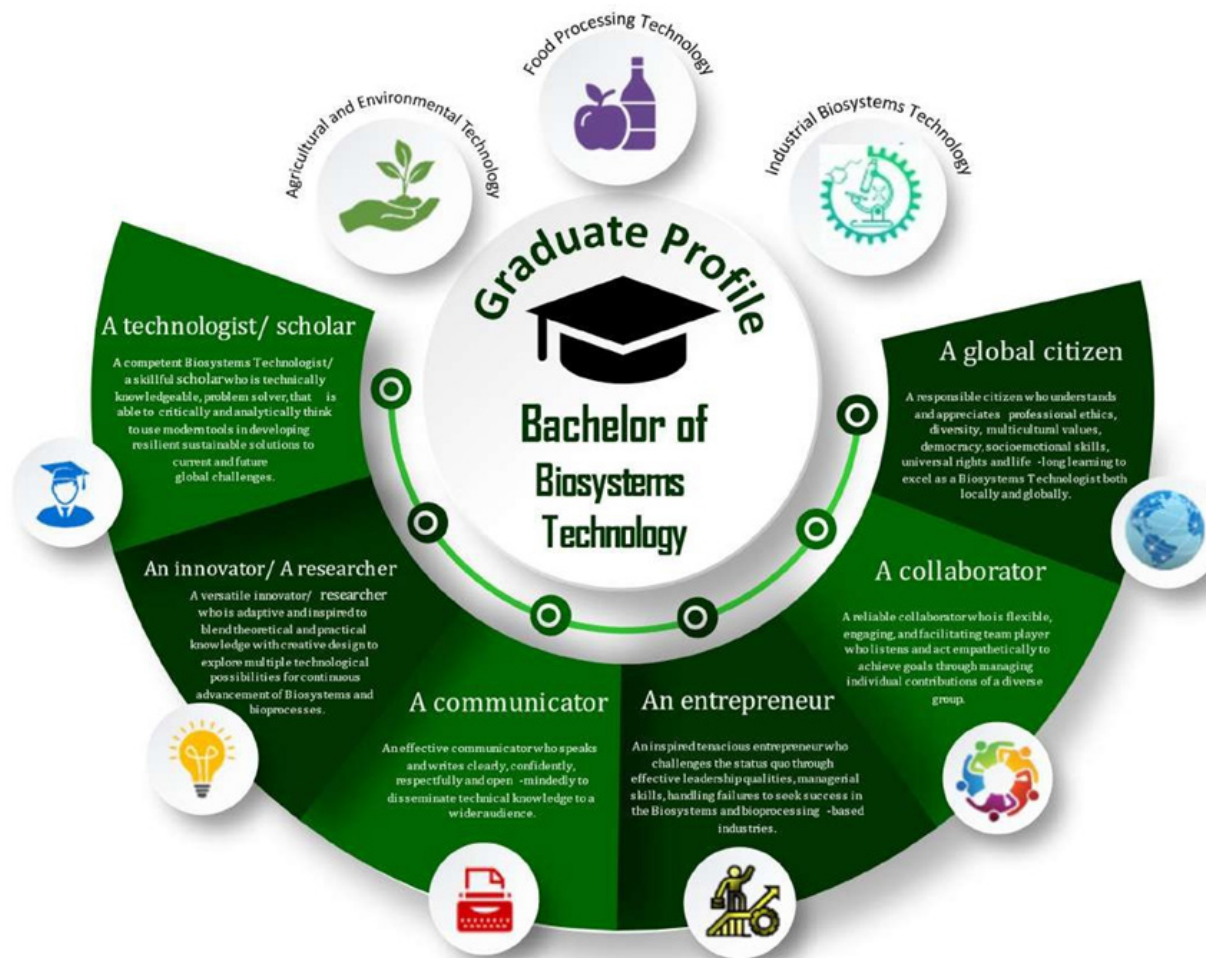 Agricultural and Environmental Technology
Food Processing Technology
Industrial Biosystems Technology
Graduate Profile
Bachelor of
Biosystems
Technology
A technologist/ scholar
A competent Biosystems Technologist/
a skillful scholar who is technically
knowledgeable, problem solver, that is
able to critically and analytically think
to use modern tools in developing
resilient sustainable solutions to
current and future
global challenges.
An innovator/ A researcher
A versatile innovator/ researcher
who is adaptive and inspired to
blend theoretical and practical
knowledge with creative design to
explore multiple technological
possibilities for continuous
advancement of Biosystems and
bioprocesses.
A communicator
An effective communicator who speaks
and writes clearly, confidently,
respectfully and open -mindedly to
disseminate technical knowledge to a
wider audience.
An entrepreneur
An inspired tenacious entrepreneur who
challenges the status quo through
effective leadership qualities, managerial
skills, handling failures to seek success in
the Biosystems and bioprocessing -based
industries.
A collaborator
A reliable collaborator who is flexible,
engaging, and facilitating team player
who listens and act empathetically to
achieve goals through managing
individual contributions of a diverse
group.
A global citizen
A responsible citizen who understands
and appreciates professional ethics,
diversity, multicultural values,
democracy, socioemotional skills,
universal rights and life -long learning to
excel as a Biosystems Technologist both
locally and globally.